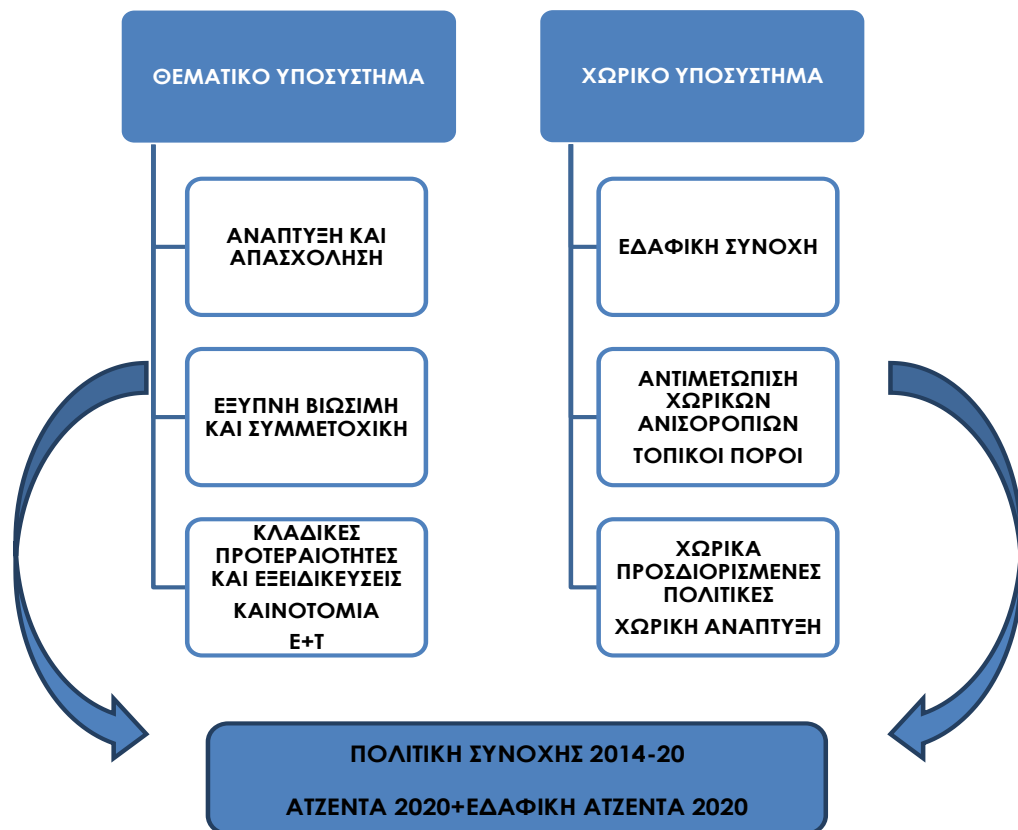 ΘΕΜΑΤΙΚΟ ΥΠΟΣΥΣΤΗΜΑ
ΑΝΑΠΤΥΞΗ ΚΑΙ
ΑΠΑΣΧΟΛΗΣΗ
ΕΞΥΠΝΗ ΒΙΩΣΙΜΗ
ΚΑΙ ΣΥΜΜΕΤΟΧΙΚΗ
ΚΛΑΔΙΚΕΣ
ΠΡΟΤΕΡΑΙΟΤΗΤΕΣ
ΚΑΙ ΕΞΕΙΔΙΚΕΥΣΕΙΣ
ΚΑΙΝΟΤΟΜΙΑ
Ε+Τ
ΧΩΡΙΚΟ ΥΠΟΣΥΣΤΗΜΑ
ΕΔΑΦΙΚΗ ΣΥΝΟΧΗ
ΑΝΤΙΜΕΤΩΠΙΣΗ
ΧΩΡΙΚΩΝ
ΑΝΙΣΟΡΟΠΙΩΝ
ΤΟΠΙΚΟΙ ΠΟΡΟΙ
ΧΩΡΙΚΑ
ΠΡΟΣΔΙΟΡΙΣΜΕΝΕΣ
ΠΟΛΙΤΙΚΕΣ
ΧΩΡΙΚΗ ΑΝΑΠΤΥΞΗ
ΠΟΛΙΤΙΚΗ ΣΥΝΟΧΗΣ 2014-20
ΑΤΖΕΝΤΑ 2020+ΕΔΑΦΙΚΗ ΑΤΖΕΝΤΑ 2020